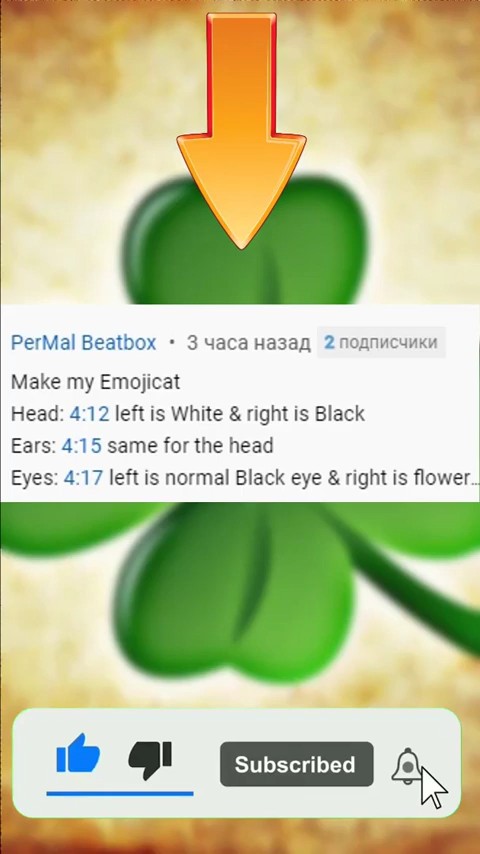 PerMal Beatbox • 3 часа назад 2 подписчики
Make my Emojicat
Head: 4:12 left is White & right is Black
Ears: 4:15 same for the head
Eyes: 4:17 left is normal Black eye & right is flower...
Subscribed